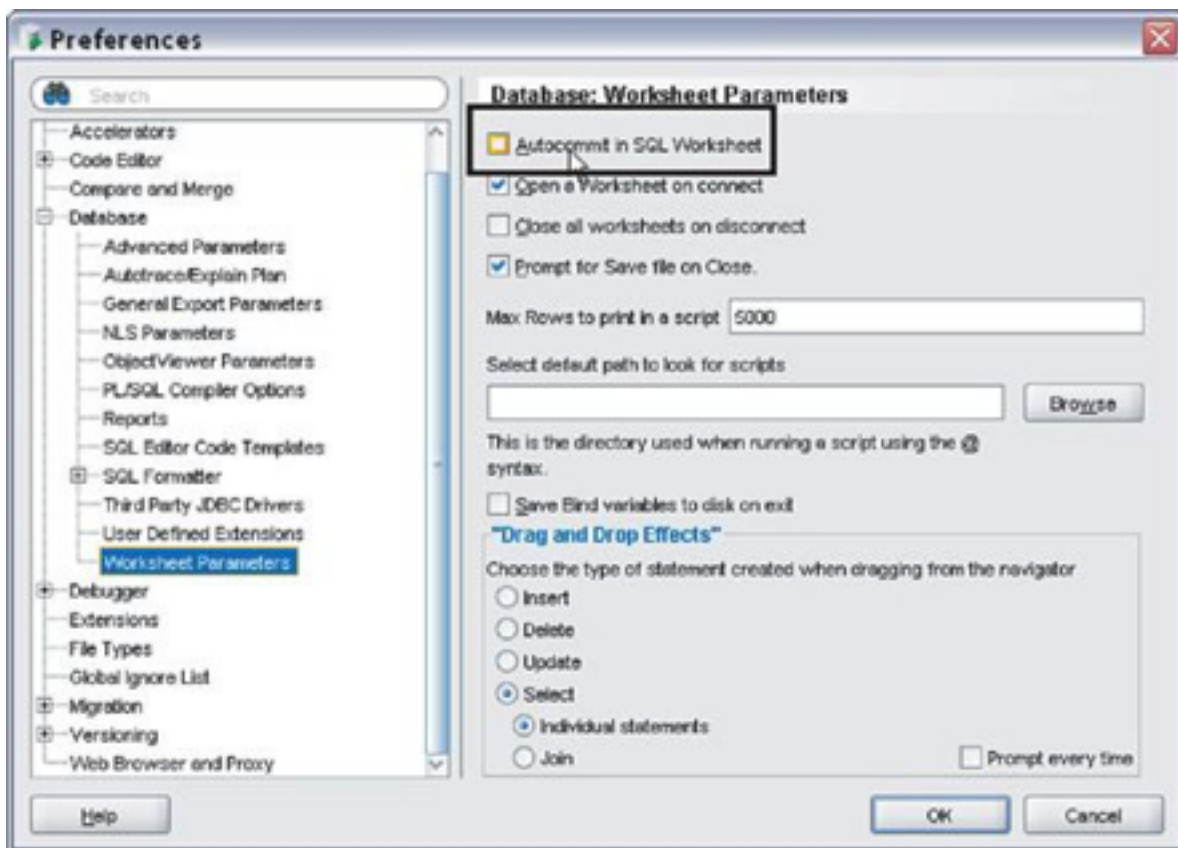 Preferences
Search
Accelerators
Code Editor
Compare and Merge
Database
Advanced Parameters
Autotrace/Explain Plan
General Export Parameters
NLS Parameters
ObjectViewer Parameters
PL/SQL Compiler Options
Reports
SQL Editor Code Templates
SQL Formatter
Third Party JDBC Drivers
User Defined Extensions
Worksheet Parameters
Debugger
Extensions
File Types
Global Ignore List
Migration
Versioning
Web Browser and Proxy
Database: Worksheet Parameters
Autocommit in SQL Worksheet
Open a Worksheet on connect
Close all worksheets on disconnect
Prompt for Save file on Close.
Max Rows to print in a script 5000
Select default path to look for scripts
Browse
This is the directory used when running a script using the @
syntax.
Save Bind variables to disk on exit
"Drag and Drop Effects"
Choose the type of statement created when dragging from the navigator
Insert
Delete
Update
Select
Individual statements
Join
Prompt every time
Help
OK
Cancel